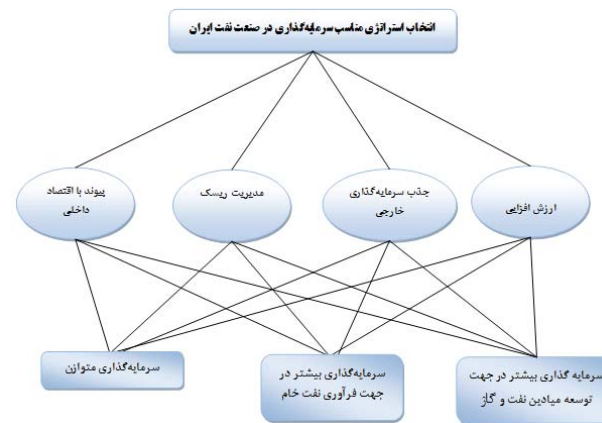 انتخاب استراتژی مناسب سرمایه‌گذاری در صنعت نفت ایران
ارزش افزایی
جذب سرمایه‌گذاری
خارجی
مدیریت ریسک
پیوند با اقتصاد
داخلی
سرمایه گذاری بیشتر در جهت
توسعه میادین نفت و گاز
سرمایه‌گذاری بیشتر در
جهت فرآوری نفت خام
سرمایه‌گذاری متوازن